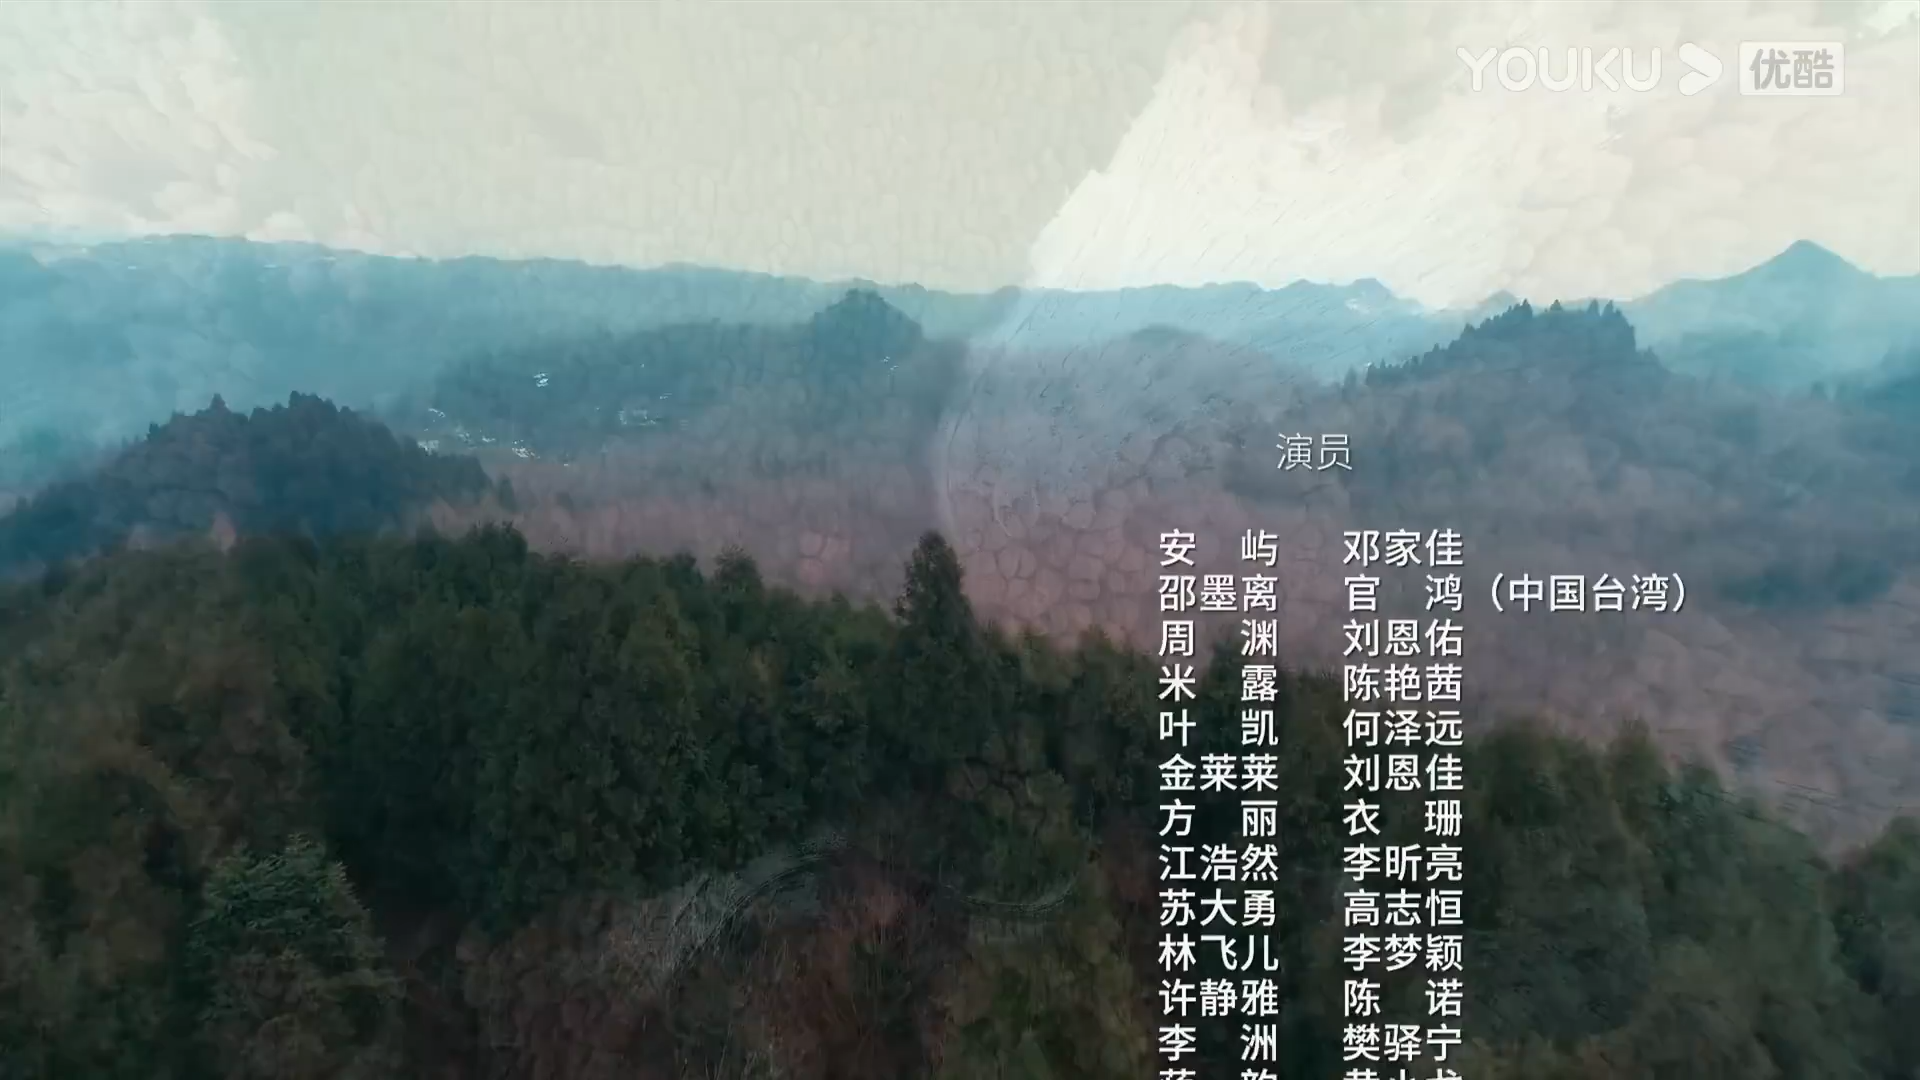 YOUKU 优酷
演员
安 屿 邓家佳
邵墨离 官 鸿（中国台湾）
周 渊 刘恩佑
米 露 陈艳茜
叶 凯 何泽远
金莱莱 刘恩佳
方 丽 衣 珊
江浩然 李昕亮
苏大勇 高志恒
林飞儿 李梦颖
许静雅 陈 诺
李 洲 樊驿宁